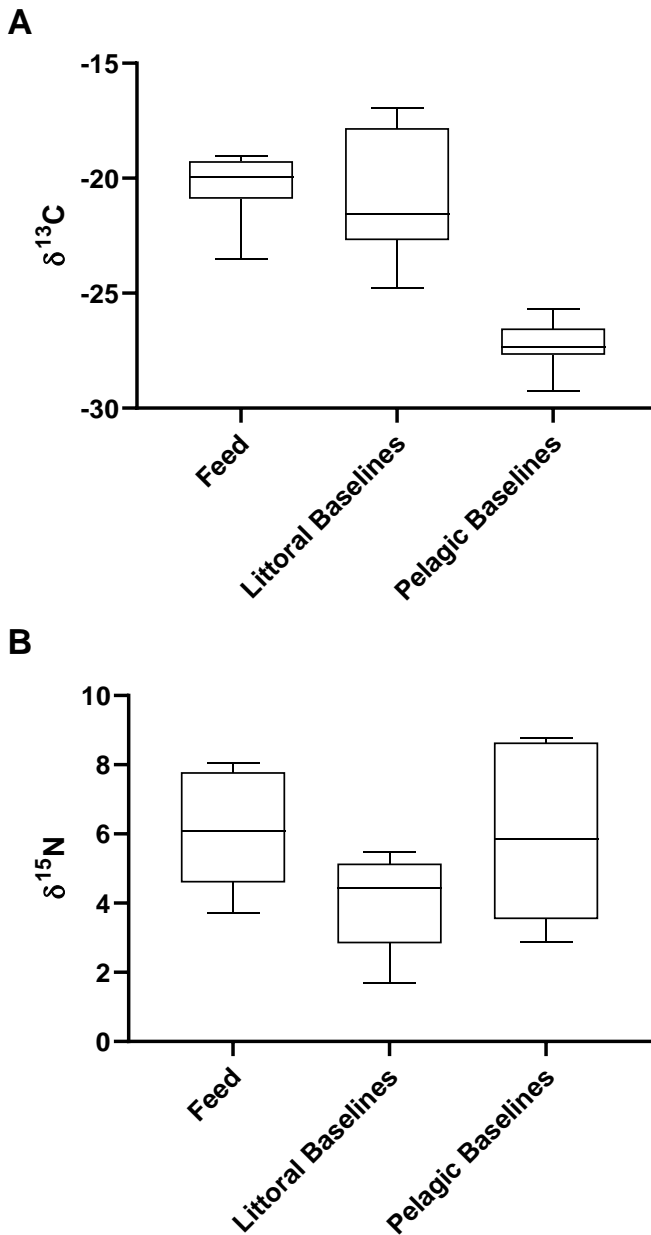 A
-15
-20
-25
-30
δ¹³C
Feed
Littoral Baselines
Pelagic Baselines
B
10
8
6
4
2
0
δ¹⁵N
Feed
Littoral Baselines
Pelagic Baselines